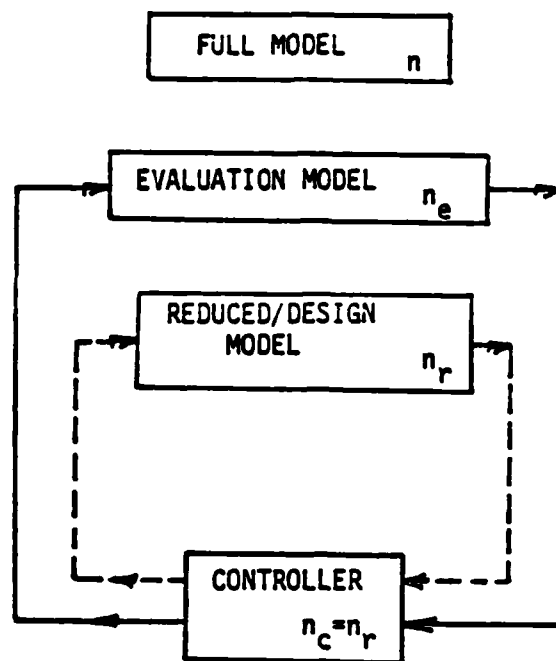 FULL MODEL
n
EVALUATION MODEL
n_e
REDUCED/DESIGN
MODEL
n_r
CONTROLLER
n_c=n_r